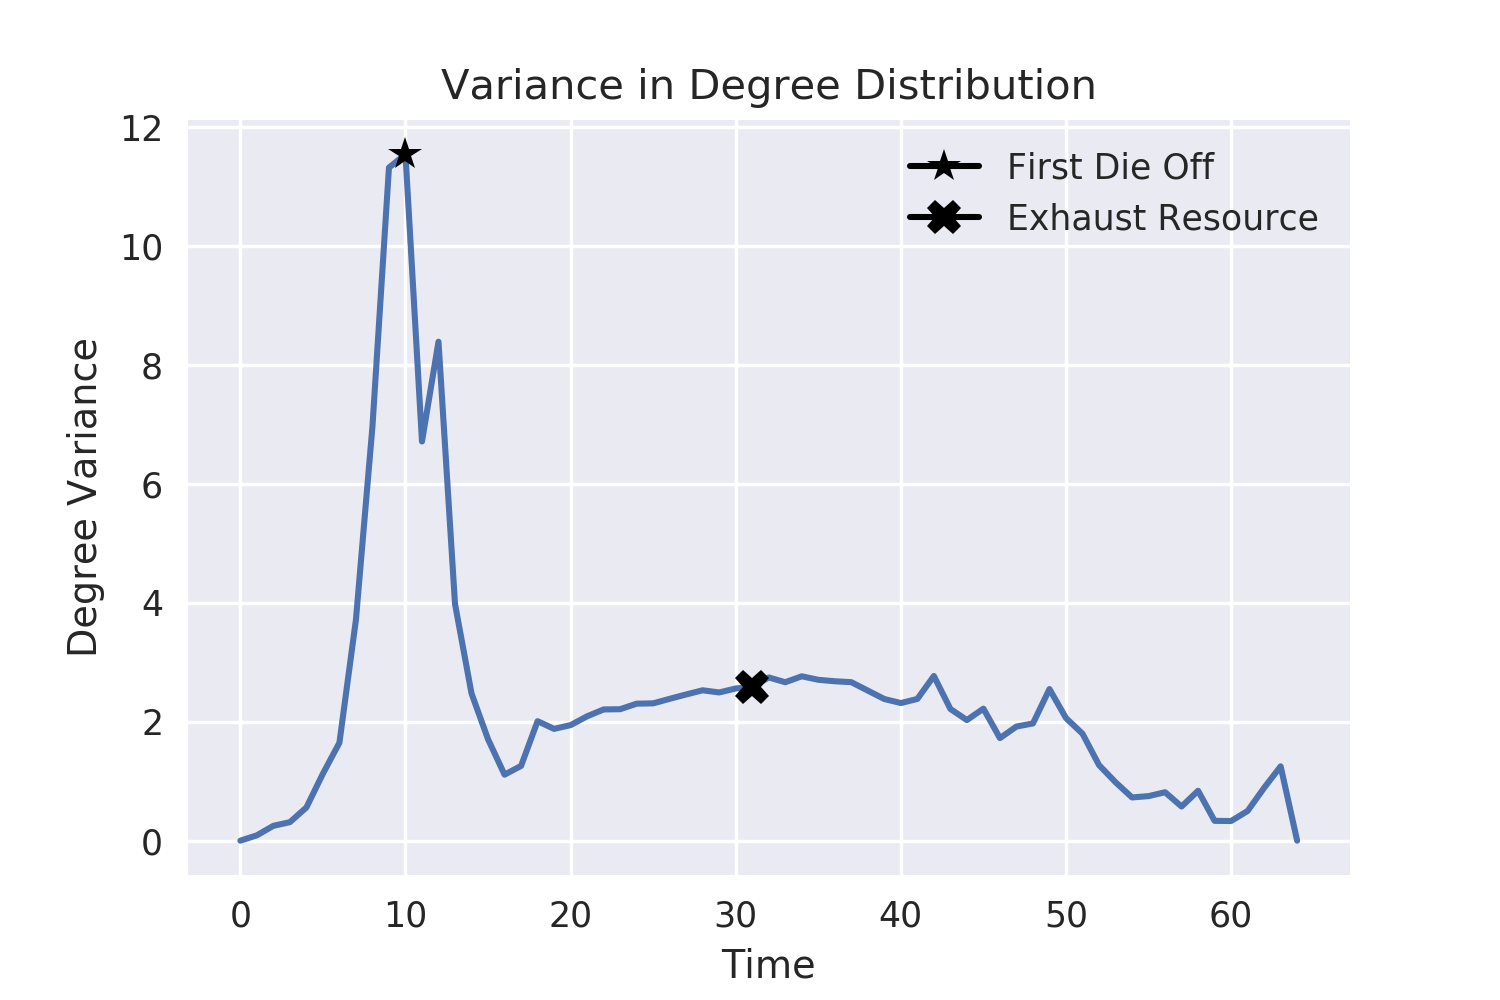 Variance in Degree Distribution
First Die Off
Exhaust Resource
Degree Variance
12
10
8
6
4
2
0
0 10 20 30 40 50 60
Time